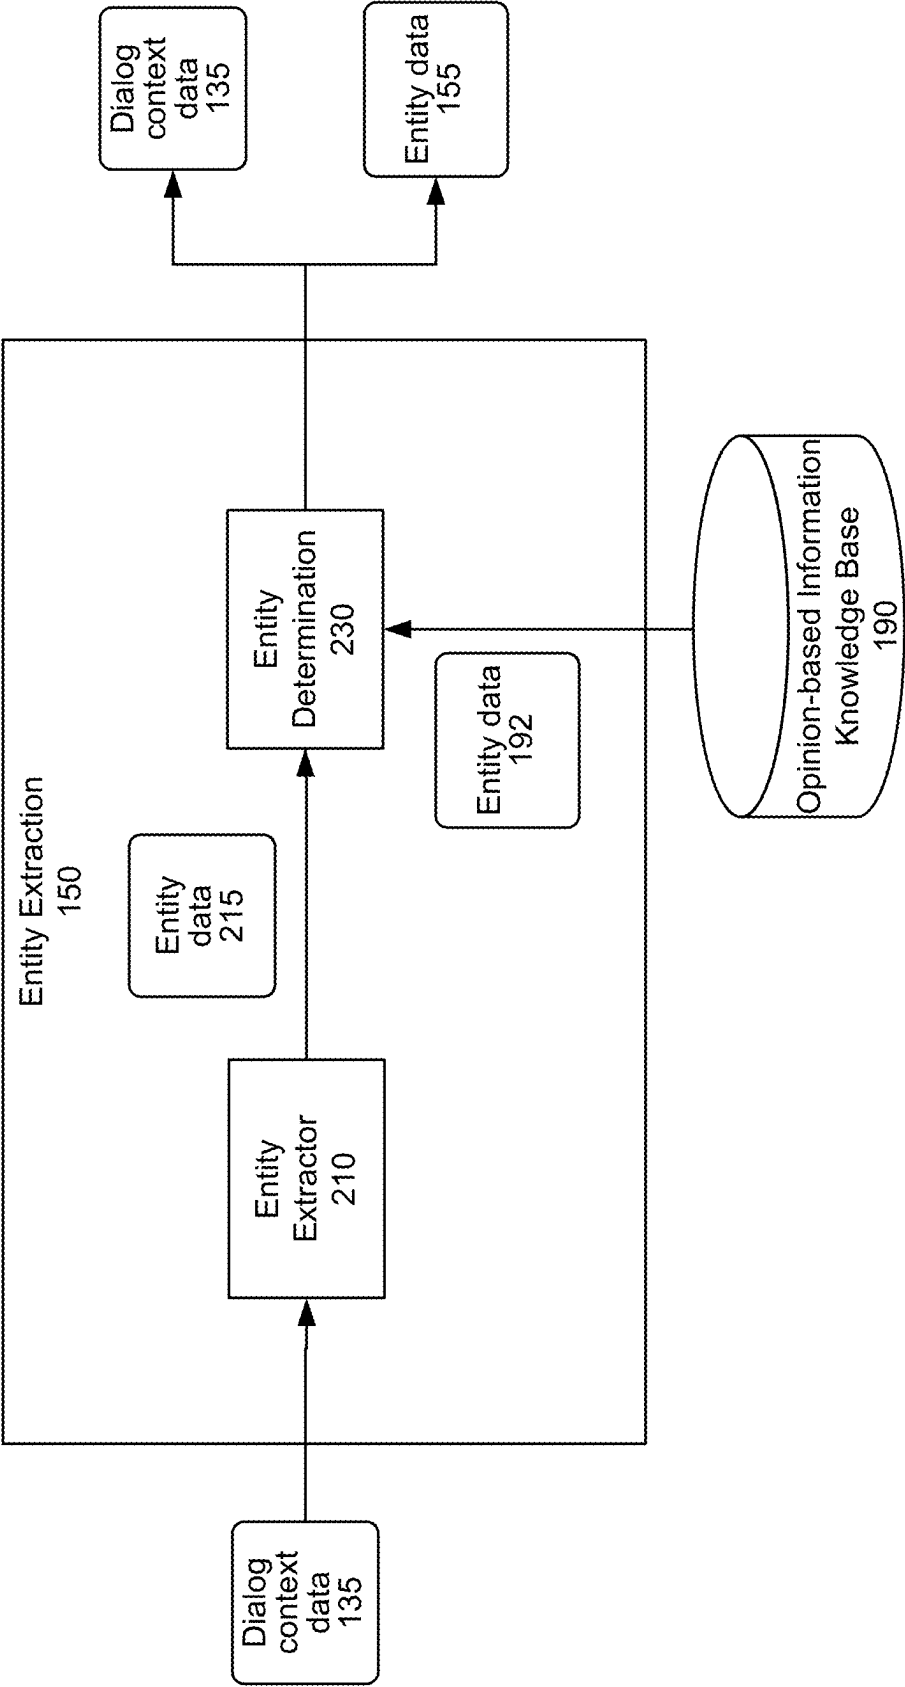 Entity Extraction
150
Dialog
context
data
135
Entity
Extractor
210
Entity
data
215
Entity
Determination
230
Entity data
192
Opinion-based Information
Knowledge Base
190
Dialog
context
data
135
Entity data
155